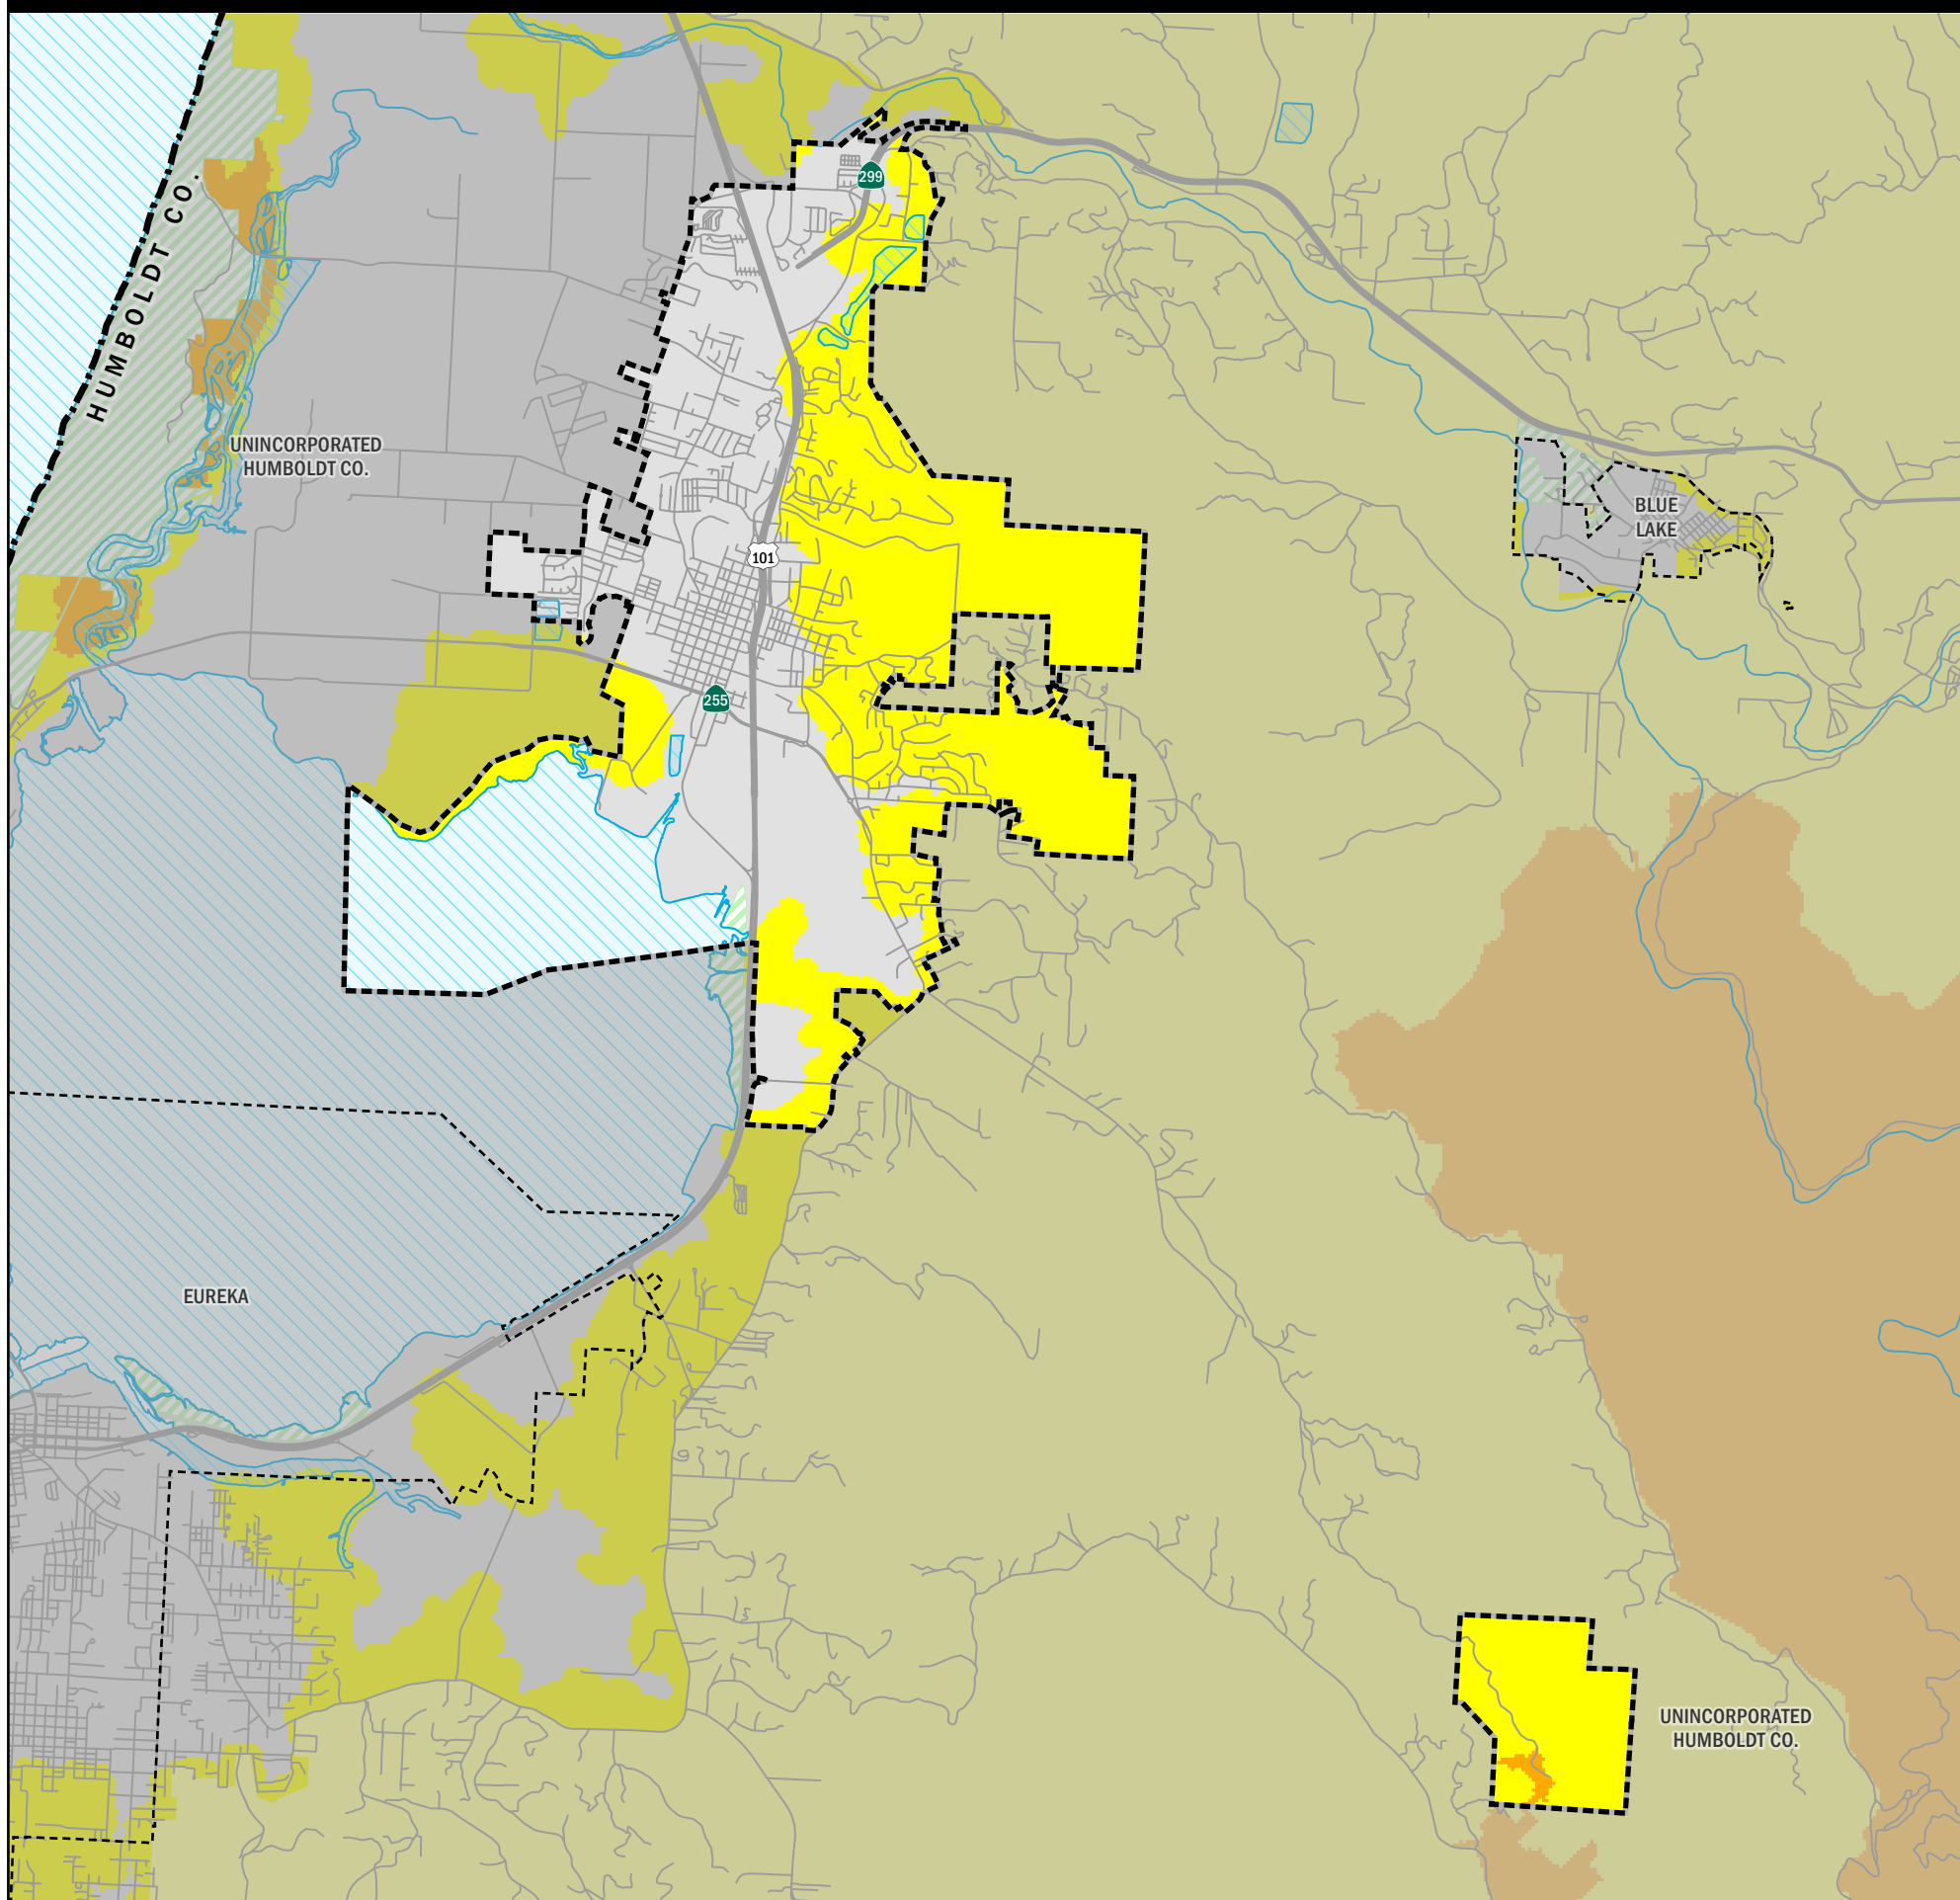 299
HUMBOLDT CO.
UNINCORPORATED
HUMBOLDT CO.
BLUE
LAKE
101
255
EUREKA
UNINCORPORATED
HUMBOLDT CO.